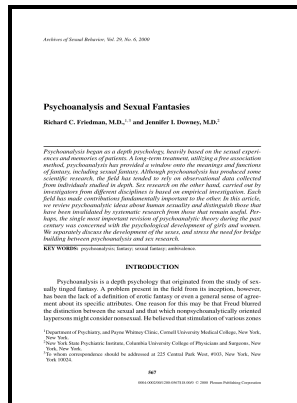 Archives of Sexual Behavior, Vol. 29, No. 6, 2000
Psychoanalysis and Sexual Fantasies
Richard C. Friedman, M.D.,1,3 and Jennifer I. Downey, M.D.2
Psychoanalysis began as a depth psychology, heavily based on the sexual experi-
ences and memories of patients. A long-term treatment, utilizing a free association
method, psychoanalysis has provided a window onto the meanings and functions
of fantasy, including sexual fantasy. Although psychoanalysis has produced some
scientific research, the field has tended to rely on observational data collected
from individuals studied in depth. Sex research on the other hand, carried out by
investigators from different disciplines is based on empirical investigation. Each
field has made contributions fundamentally important to the other. In this article,
we review psychoanalytic ideas about human sexuality and distinguish those that
have been invalidated by systematic research from those that remain useful. Per-
haps, the single most important revision of psychoanalytic theory during the past
century was concerned with the psychological development of girls and women.
We separately discuss the development of the sexes, and stress the need for bridge
building between psychoanalysis and sex research.
KEY WORDS: psychoanalysis; fantasy; sexual fantasy; ambivalence.
INTRODUCTION
Psychoanalysis is a depth psychology that originated from the study of sex-
ually tinged fantasy. A problem present in the field from its inception, however,
has been the lack of a definition of erotic fantasy or even a general sense of agree-
ment about its specific attributes. One reason for this may be that Freud blurred
the distinction between the sexual and that which nonpsychoanalytically oriented
laypersons might consider nonsexual. He believed that stimulation of various zones
1Department of Psychiatry, and Payne Whitney Clinic, Cornell University Medical College, New York,
New York.
2New York State Psychiatric Institute, Columbia University College of Physicians and Surgeons, New
York, New York.
3To whom correspondence should be addressed at 225 Central Park West, #103, New York, New
York 10024.
567
2000 Plenum Publishing Corporation